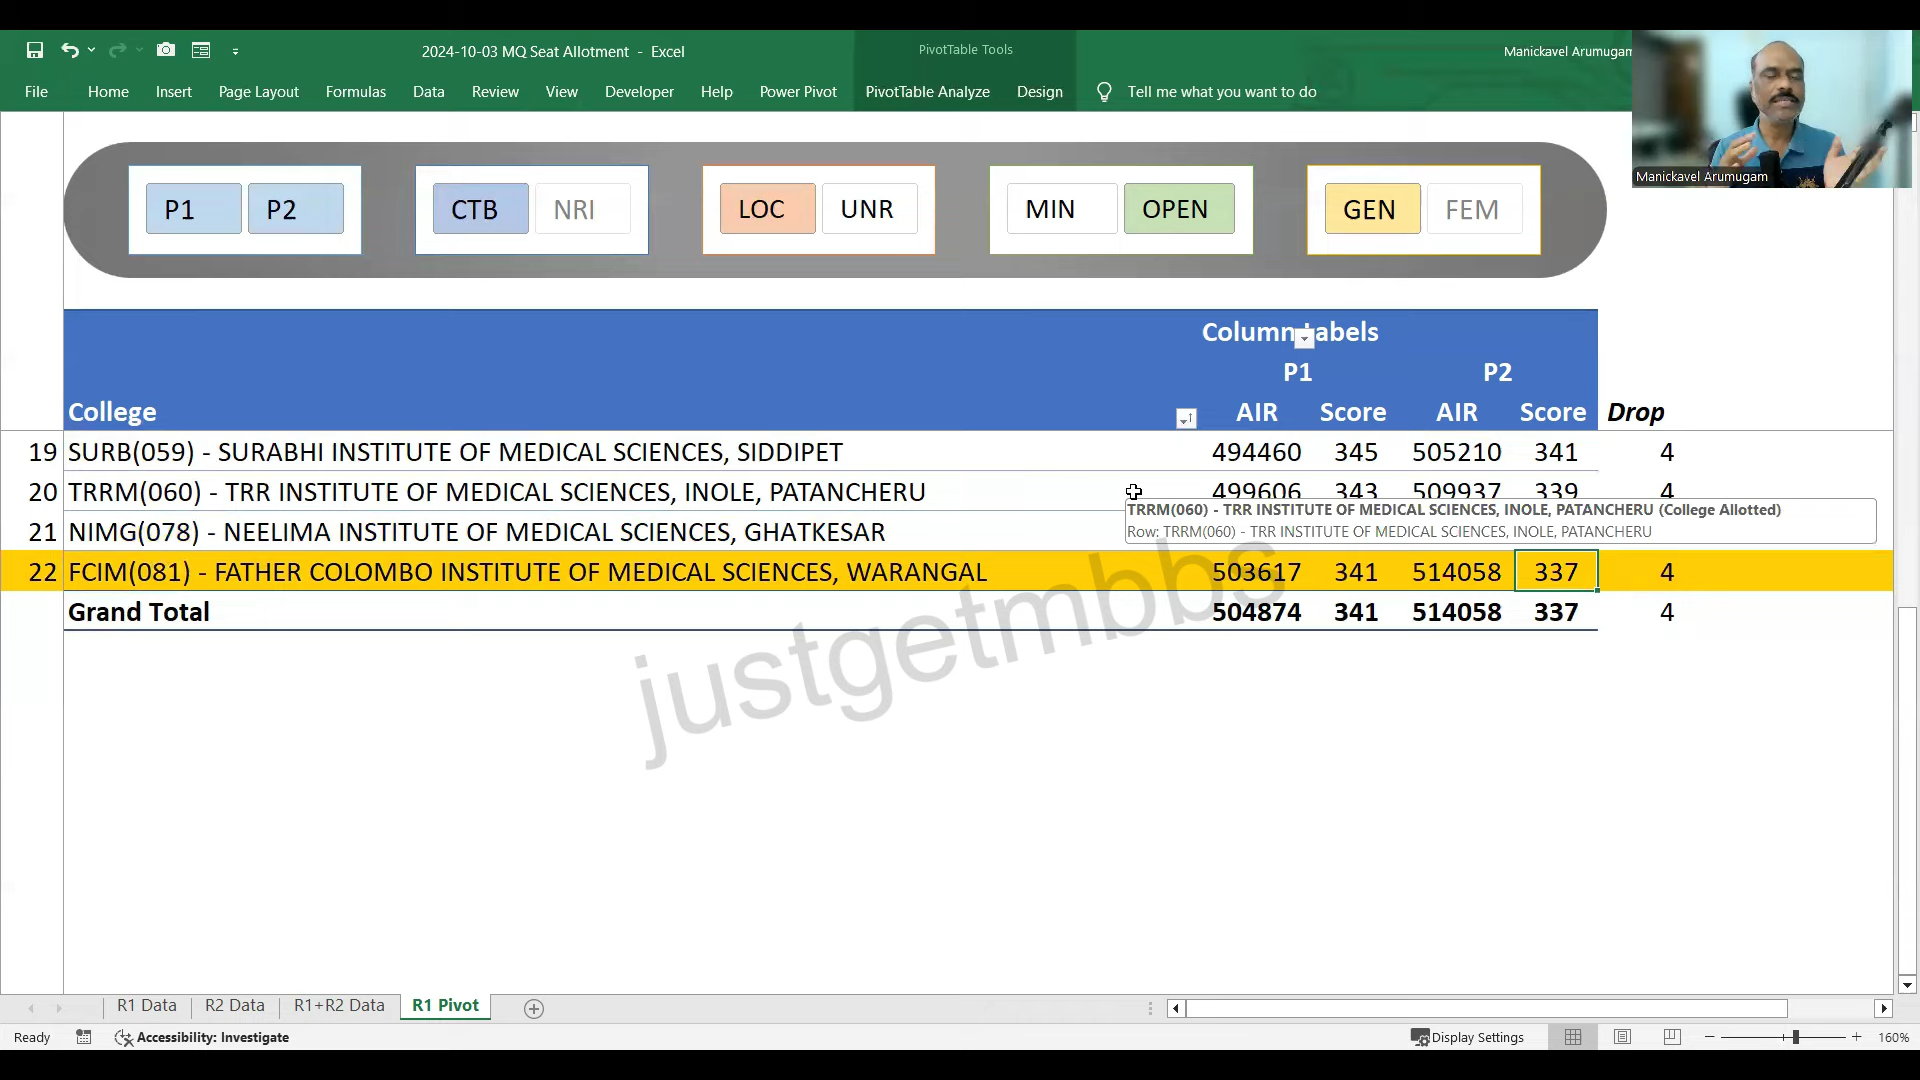 2024-10-03 MQ Seat Allotment - Excel
PivotTable Tools
Manickavel Arumugam
File Home Insert Page Layout Formulas Data Review View Developer Help Power Pivot PivotTable Analyze Design Tell me what you want to do
Manickavel Arumugam
P1 P2 CTB NRI LOC UNR MIN OPEN GEN FEM
Column Labels
P1 P2
College AIR Score AIR Score Drop
19 SURB(059) - SURABHI INSTITUTE OF MEDICAL SCIENCES, SIDDIPET 494460 345 505210 341 4
20 TRRM(060) - TRR INSTITUTE OF MEDICAL SCIENCES, INOLE, PATANCHERU 499606 343 509937 339 4
TRRM(060) - TRR INSTITUTE OF MEDICAL SCIENCES, INOLE, PATANCHERU (College Allotted)
Row: TRRM(060) - TRR INSTITUTE OF MEDICAL SCIENCES, INOLE, PATANCHERU
21 NIMG(078) - NEELIMA INSTITUTE OF MEDICAL SCIENCES, GHATKESAR
22 FCIM(081) - FATHER COLOMBO INSTITUTE OF MEDICAL SCIENCES, WARANGAL 503617 341 514058 337 4
Grand Total 504874 341 514058 337 4
justgetmbbs
R1 Data R2 Data R1+R2 Data R1 Pivot
Ready Accessibility: Investigate Display Settings 160%